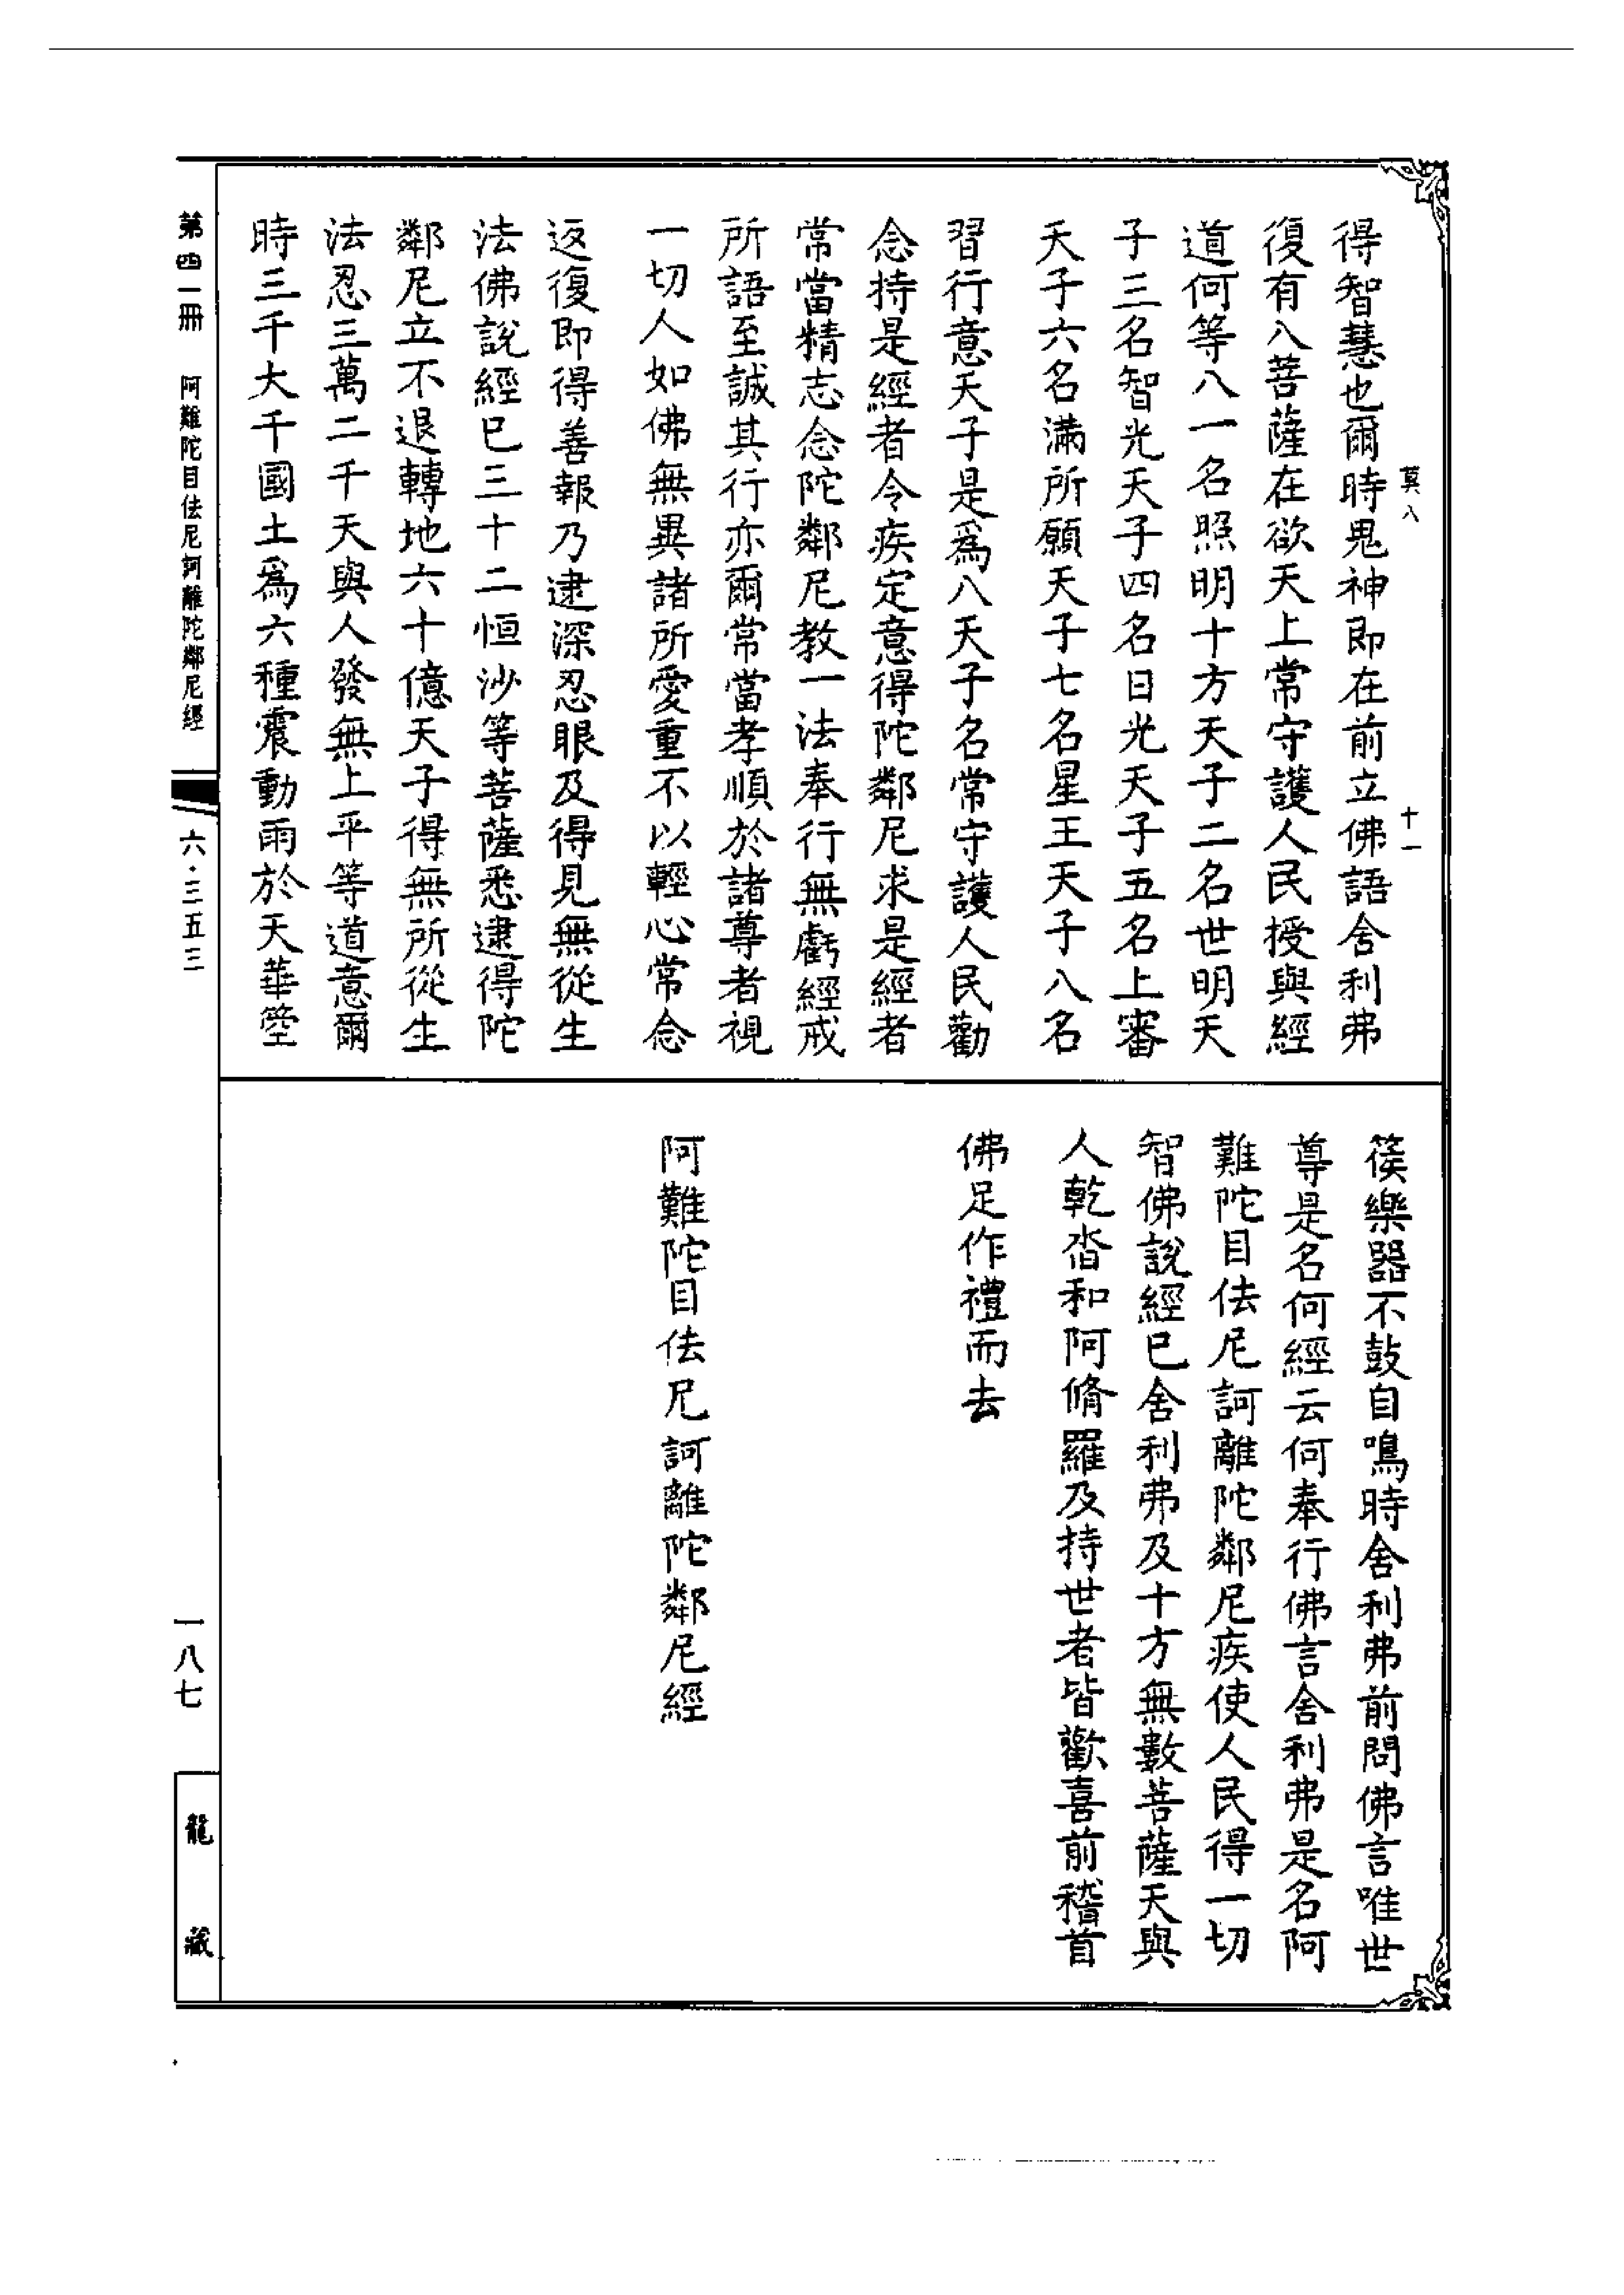 莫八
十一
得智慧也爾時鬼神即在前立佛語舍利弗
復有八菩薩在欲天上常守護人民授與經
道何等八一名照明十方天子二名世明天
子三名智光天子四名日光天子五名上審
天子六名滿所願天子七名星王天子八名
習行意天子是爲八天子名常守護人民勸
念持是經者令疾定意得陀鄰尼求是經者
常當精志念陀鄰尼教一法奉行無虧經戒
所語至誠其行亦爾常當孝順於諸尊者視
一切人如佛無異諸所愛重不以輕心常念
返復即得善報乃逮深忍眼及得見無從生
法佛說經已三十二恒沙等菩薩悉逮得陀
鄰尼立不退轉地六十億天子得無所從生
法忍三萬二千天與人發無上平等道意爾
時三千大千國土爲六種震動雨於天華箜
篌樂器不鼓自鳴時舍利弗前問佛言唯世
尊是名何經云何奉行佛言舍利弗是名阿
難陀目佉尼訶離陀鄰尼疾使人民得一切
智佛說經已舍利弗及十方無數菩薩天與
人乾沓和阿脩羅及持世者皆歡喜前稽首
佛足作禮而去
阿難陀目佉尼訶離陀鄰尼經
第四一冊 阿難陀目佉尼訶離陀鄰尼經
六·三五三
一八七
龍藏